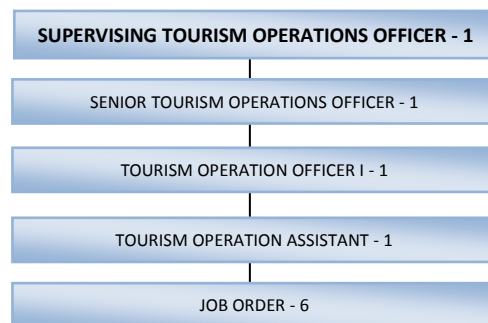 SUPERVISING TOURISM OPERATIONS OFFICER - 1
SENIOR TOURISM OPERATIONS OFFICER - 1
TOURISM OPERATION OFFICER I - 1
TOURISM OPERATION ASSISTANT - 1
JOB ORDER - 6